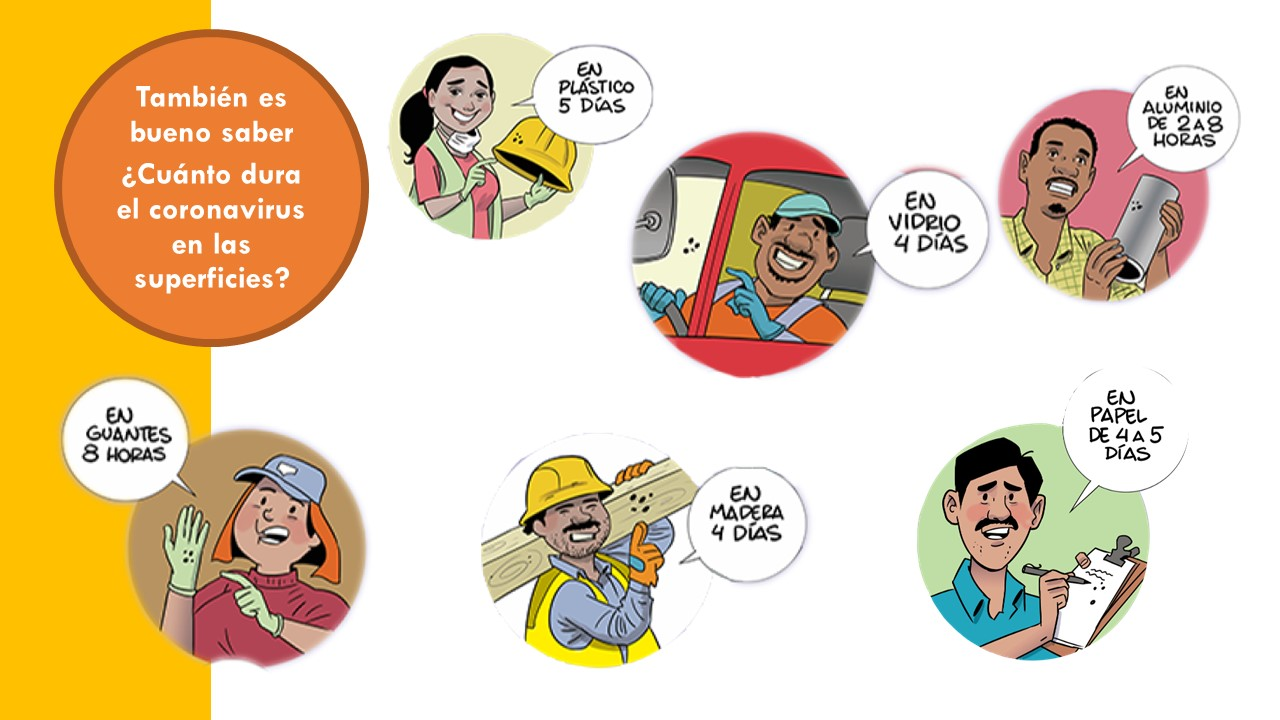 También es
bueno saber
¿Cuánto dura
el coronavirus
en las
superficies?
EN
PLÁSTICO
5 DÍAS
EN
VIDRIO
4 DÍAS
EN
ALUMINIO
DE 2 A 8
HORAS
EN
GUANTES
8 HORAS
EN
MADERA
4 DÍAS
EN
PAPEL
DE 4 A 5
DÍAS